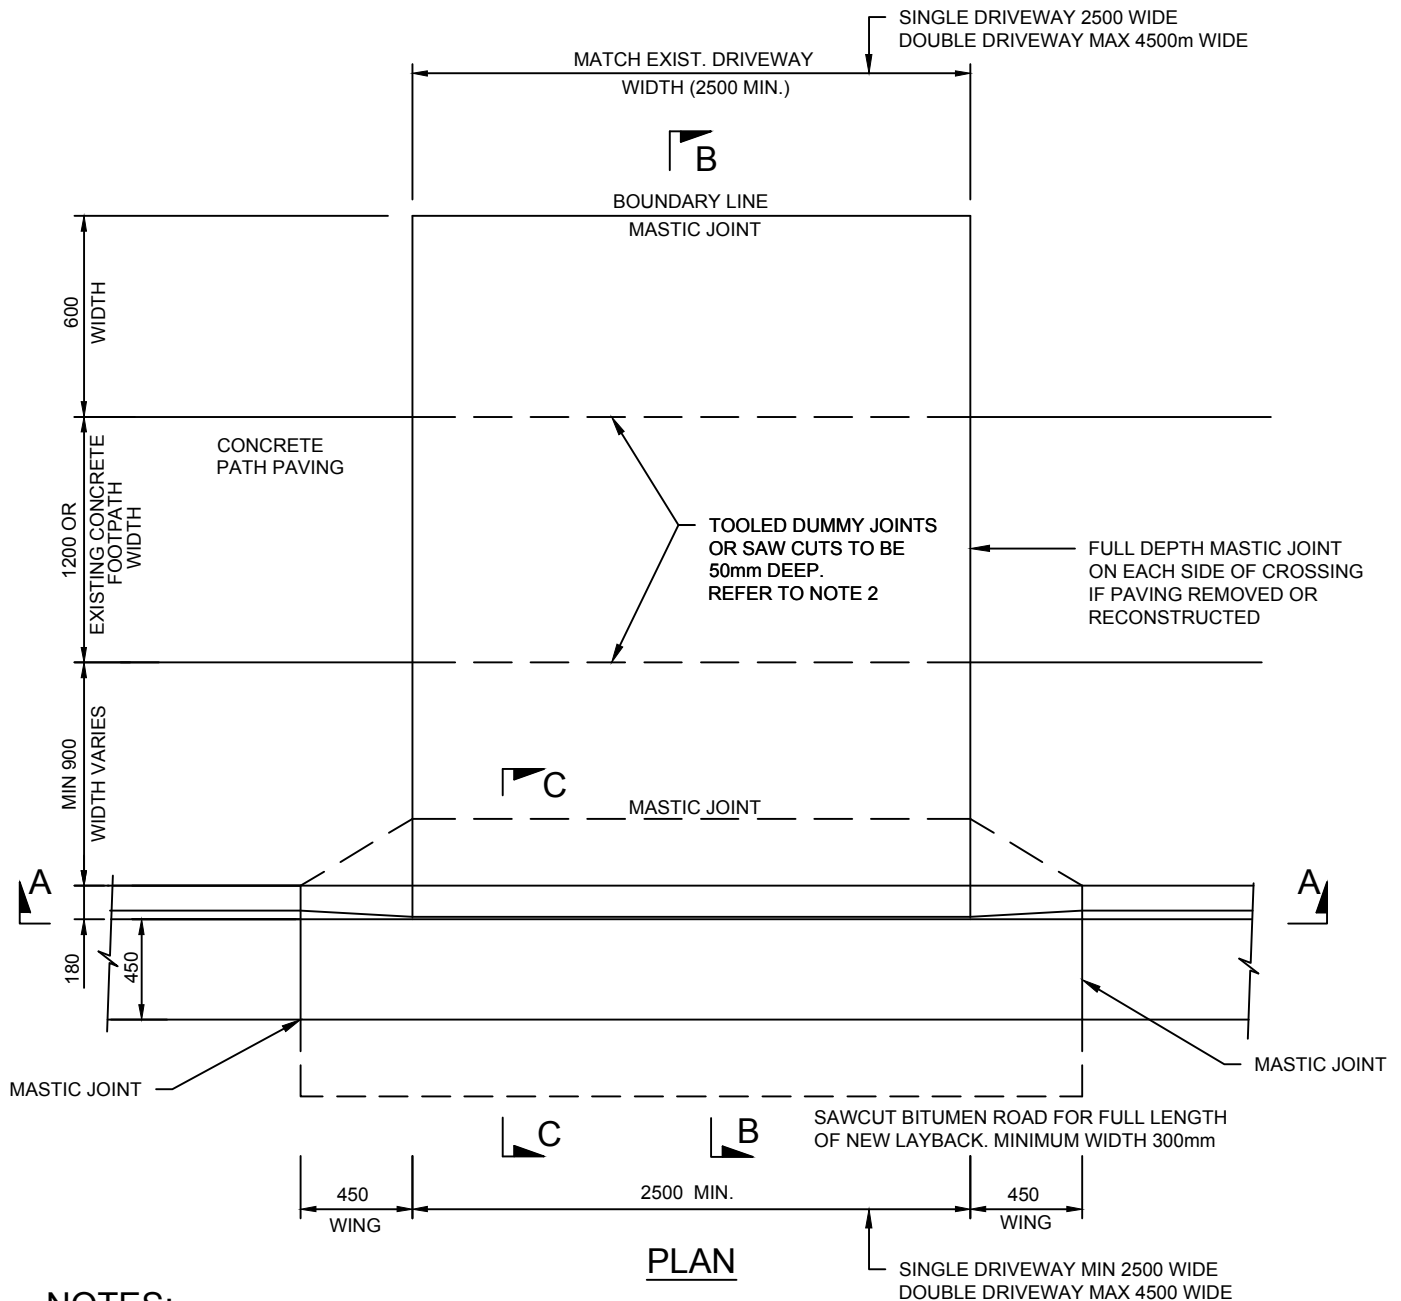 SINGLE DRIVEWAY 2500 WIDE
DOUBLE DRIVEWAY MAX 4500m WIDE
MATCH EXIST. DRIVEWAY
WIDTH (2500 MIN.)
B
BOUNDARY LINE
MASTIC JOINT
600
WIDTH
CONCRETE
PATH PAVING
1200 OR
EXISTING CONCRETE
FOOTPATH
WIDTH
TOOLED DUMMY JOINTS
OR SAW CUTS TO BE
50mm DEEP.
REFER TO NOTE 2
FULL DEPTH MASTIC JOINT
ON EACH SIDE OF CROSSING
IF PAVING REMOVED OR
RECONSTRUCTED
MIN 900
WIDTH VARIES
C
MASTIC JOINT
A
A
180
450
MASTIC JOINT
MASTIC JOINT
SAWCUT BITUMEN ROAD FOR FULL LENGTH
OF NEW LAYBACK. MINIMUM WIDTH 300mm
C
B
450
WING
2500 MIN.
450
WING
PLAN
SINGLE DRIVEWAY MIN 2500 WIDE
DOUBLE DRIVEWAY MAX 4500 WIDE
NOTES: